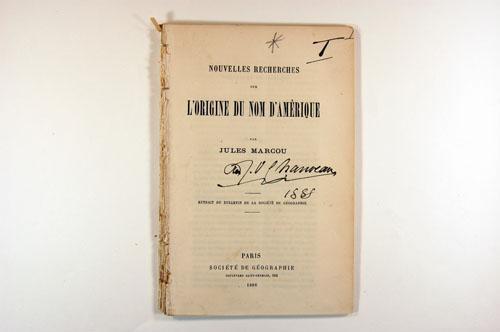 T
NOUVELLES RECHERCHES
SUR
L'ORIGINE DU NOM D'AMÉRIQUE
PAR
JULES MARCOU
Chauveau
1888
EXTRAIT DU BULLETIN DE LA SOCIÉTÉ DE GÉOGRAPHIE
PARIS
SOCIÉTÉ DE GÉOGRAPHIE
BOULEVARD SAINT-GERMAIN, 184
1888